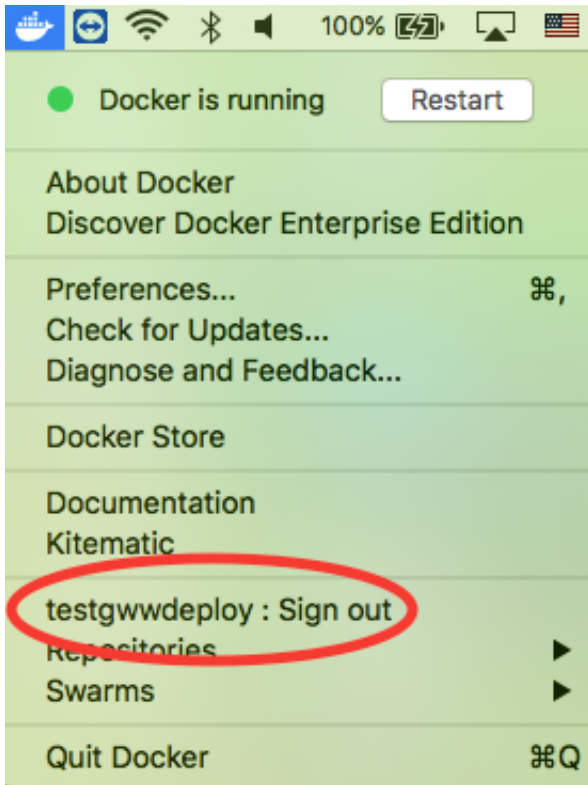 100%
Docker is running Restart
About Docker
Discover Docker Enterprise Edition
Preferences... ⌘,
Check for Updates...
Diagnose and Feedback...
Docker Store
Documentation
Kitematic
testgwwdeploy : Sign out
Repositories
Swarms
Quit Docker ⌘Q